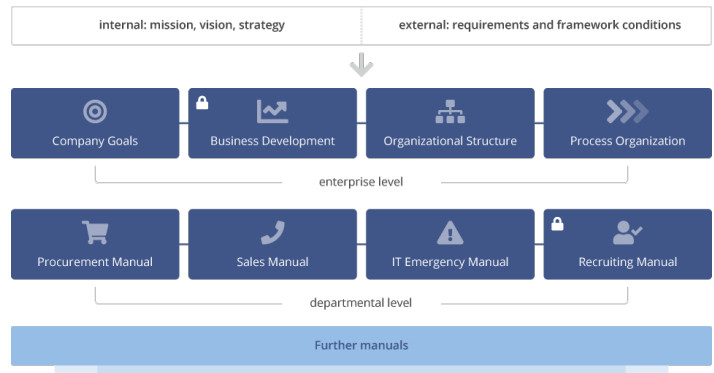 internal: mission, vision, strategy
external: requirements and framework conditions
Company Goals
Business Development
Organizational Structure
Process Organization
enterprise level
Procurement Manual
Sales Manual
IT Emergency Manual
Recruiting Manual
departmental level
Further manuals